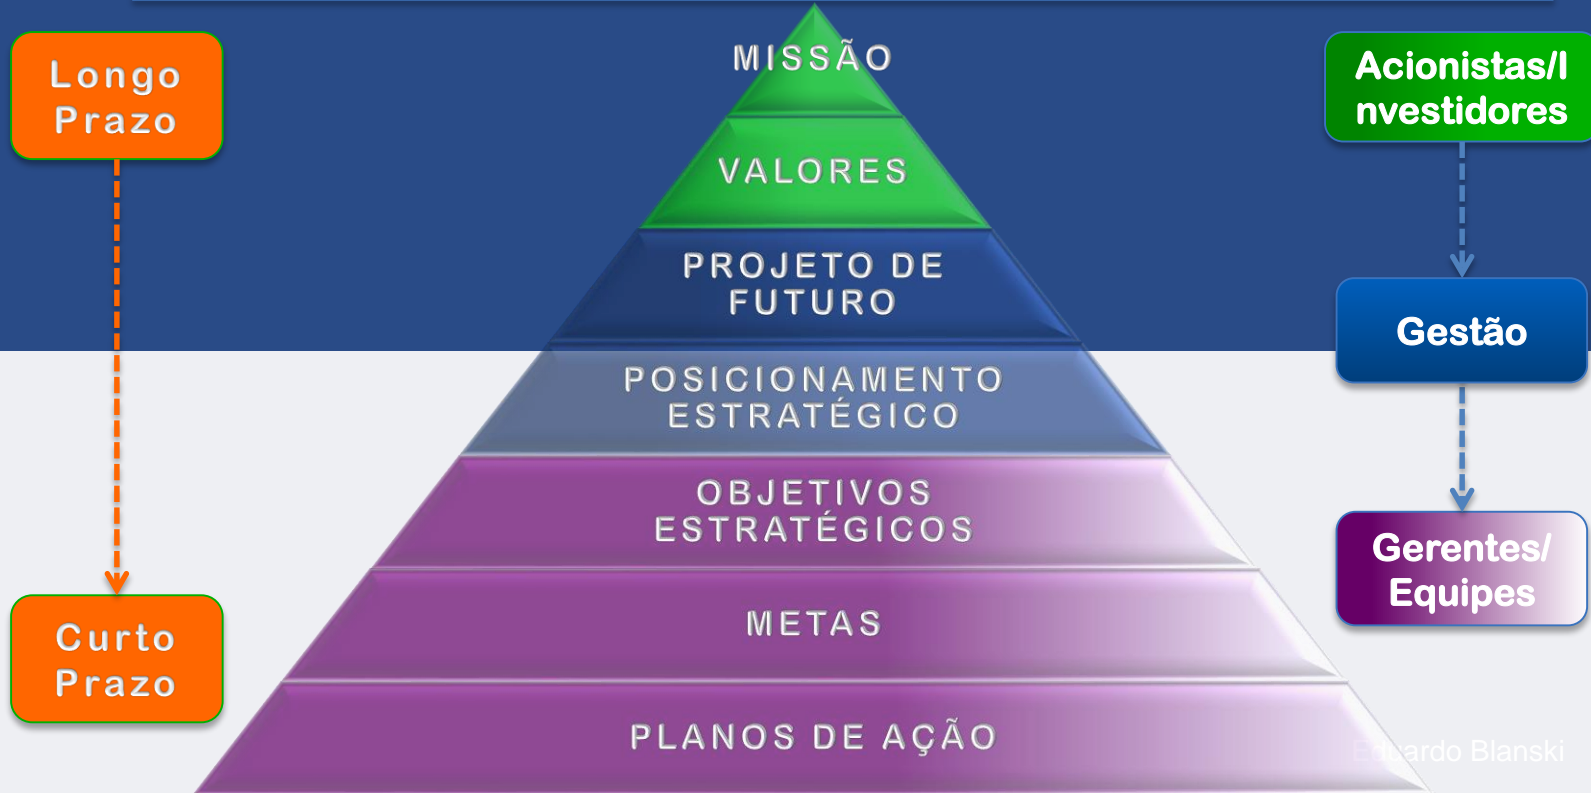 Longo
Prazo
Curto
Prazo
MISSÃO
VALORES
PROJETO DE
FUTURO
POSICIONAMENTO
ESTRATÉGICO
OBJETIVOS
ESTRATÉGICOS
METAS
PLANOS DE AÇÃO
Acionistas/I
nvestidores
Gestão
Gerentes/
Equipes
Eduardo Blanski